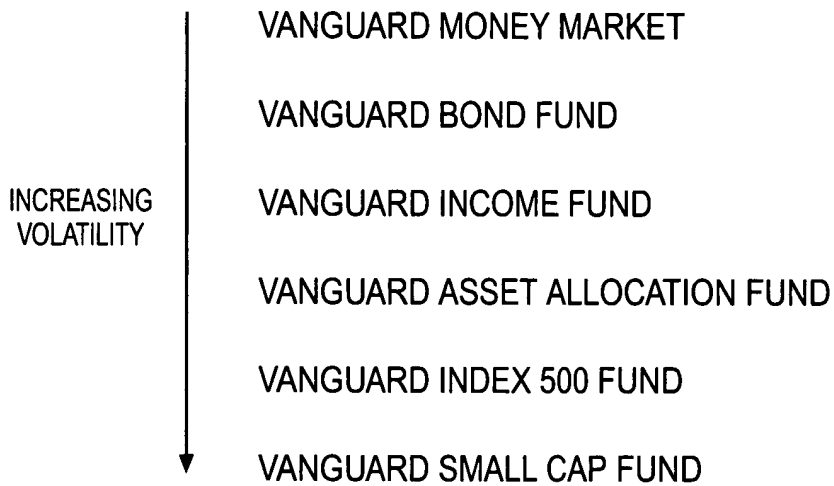 VANGUARD MONEY MARKET
VANGUARD BOND FUND
INCREASING
VOLATILITY
VANGUARD INCOME FUND
VANGUARD ASSET ALLOCATION FUND
VANGUARD INDEX 500 FUND
VANGUARD SMALL CAP FUND